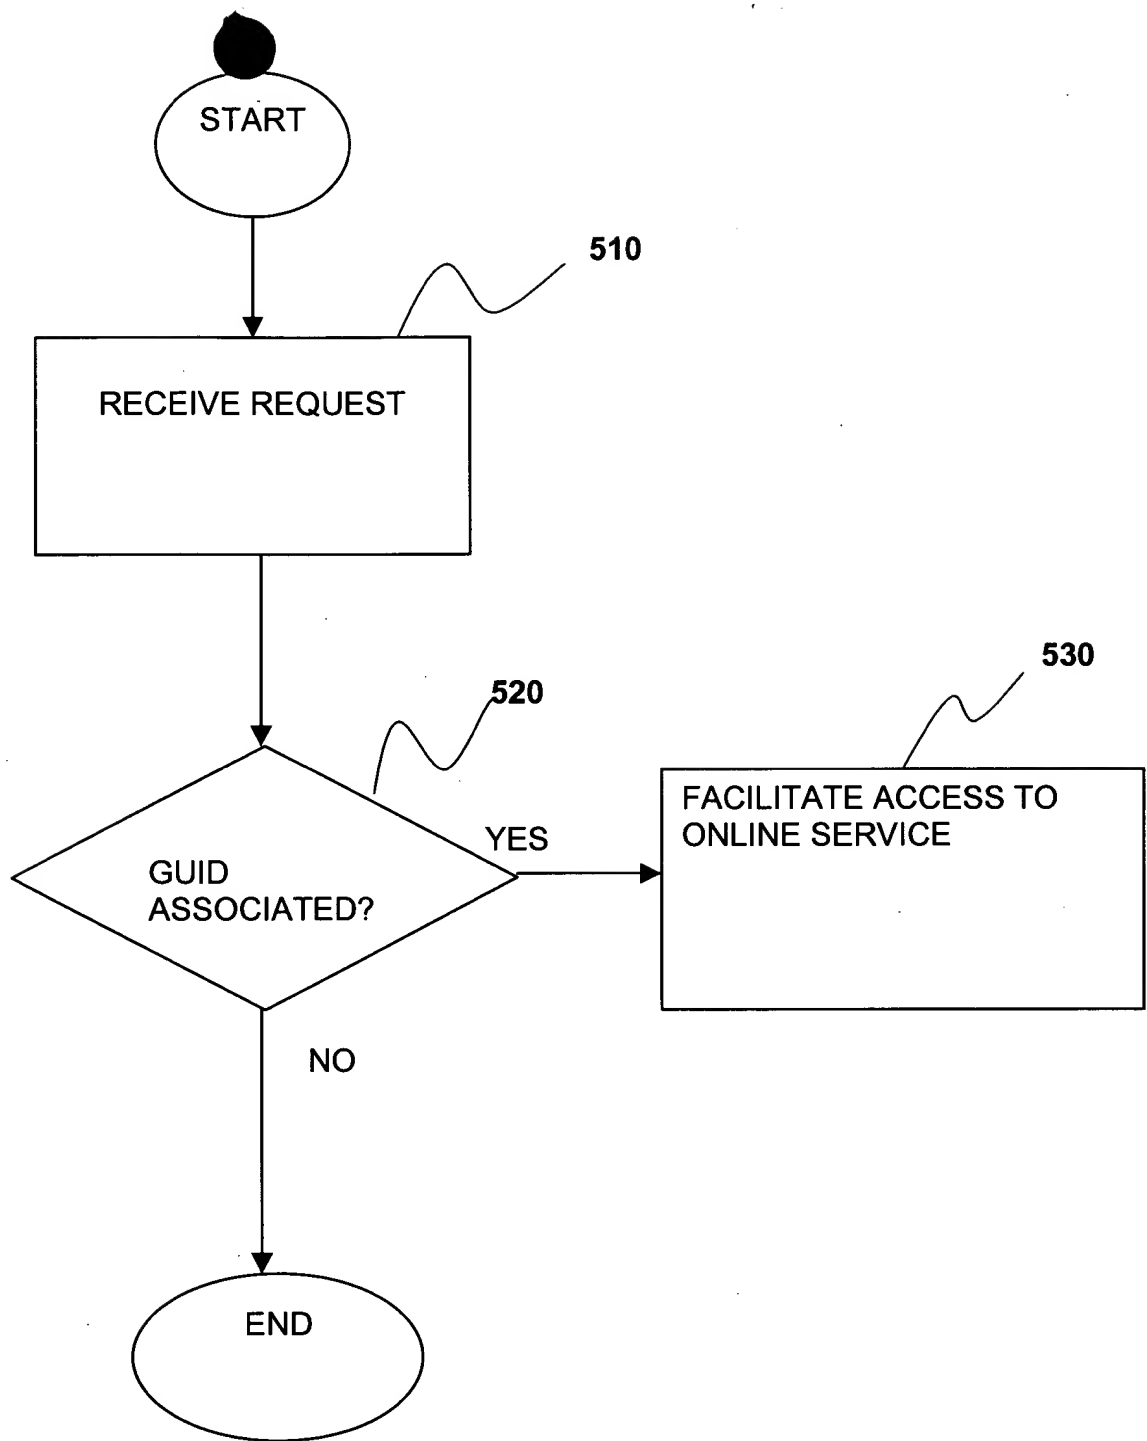 START
510
RECEIVE REQUEST
530
520
FACILITATE ACCESS TO
ONLINE SERVICE
YES
GUID
ASSOCIATED?
NO
END